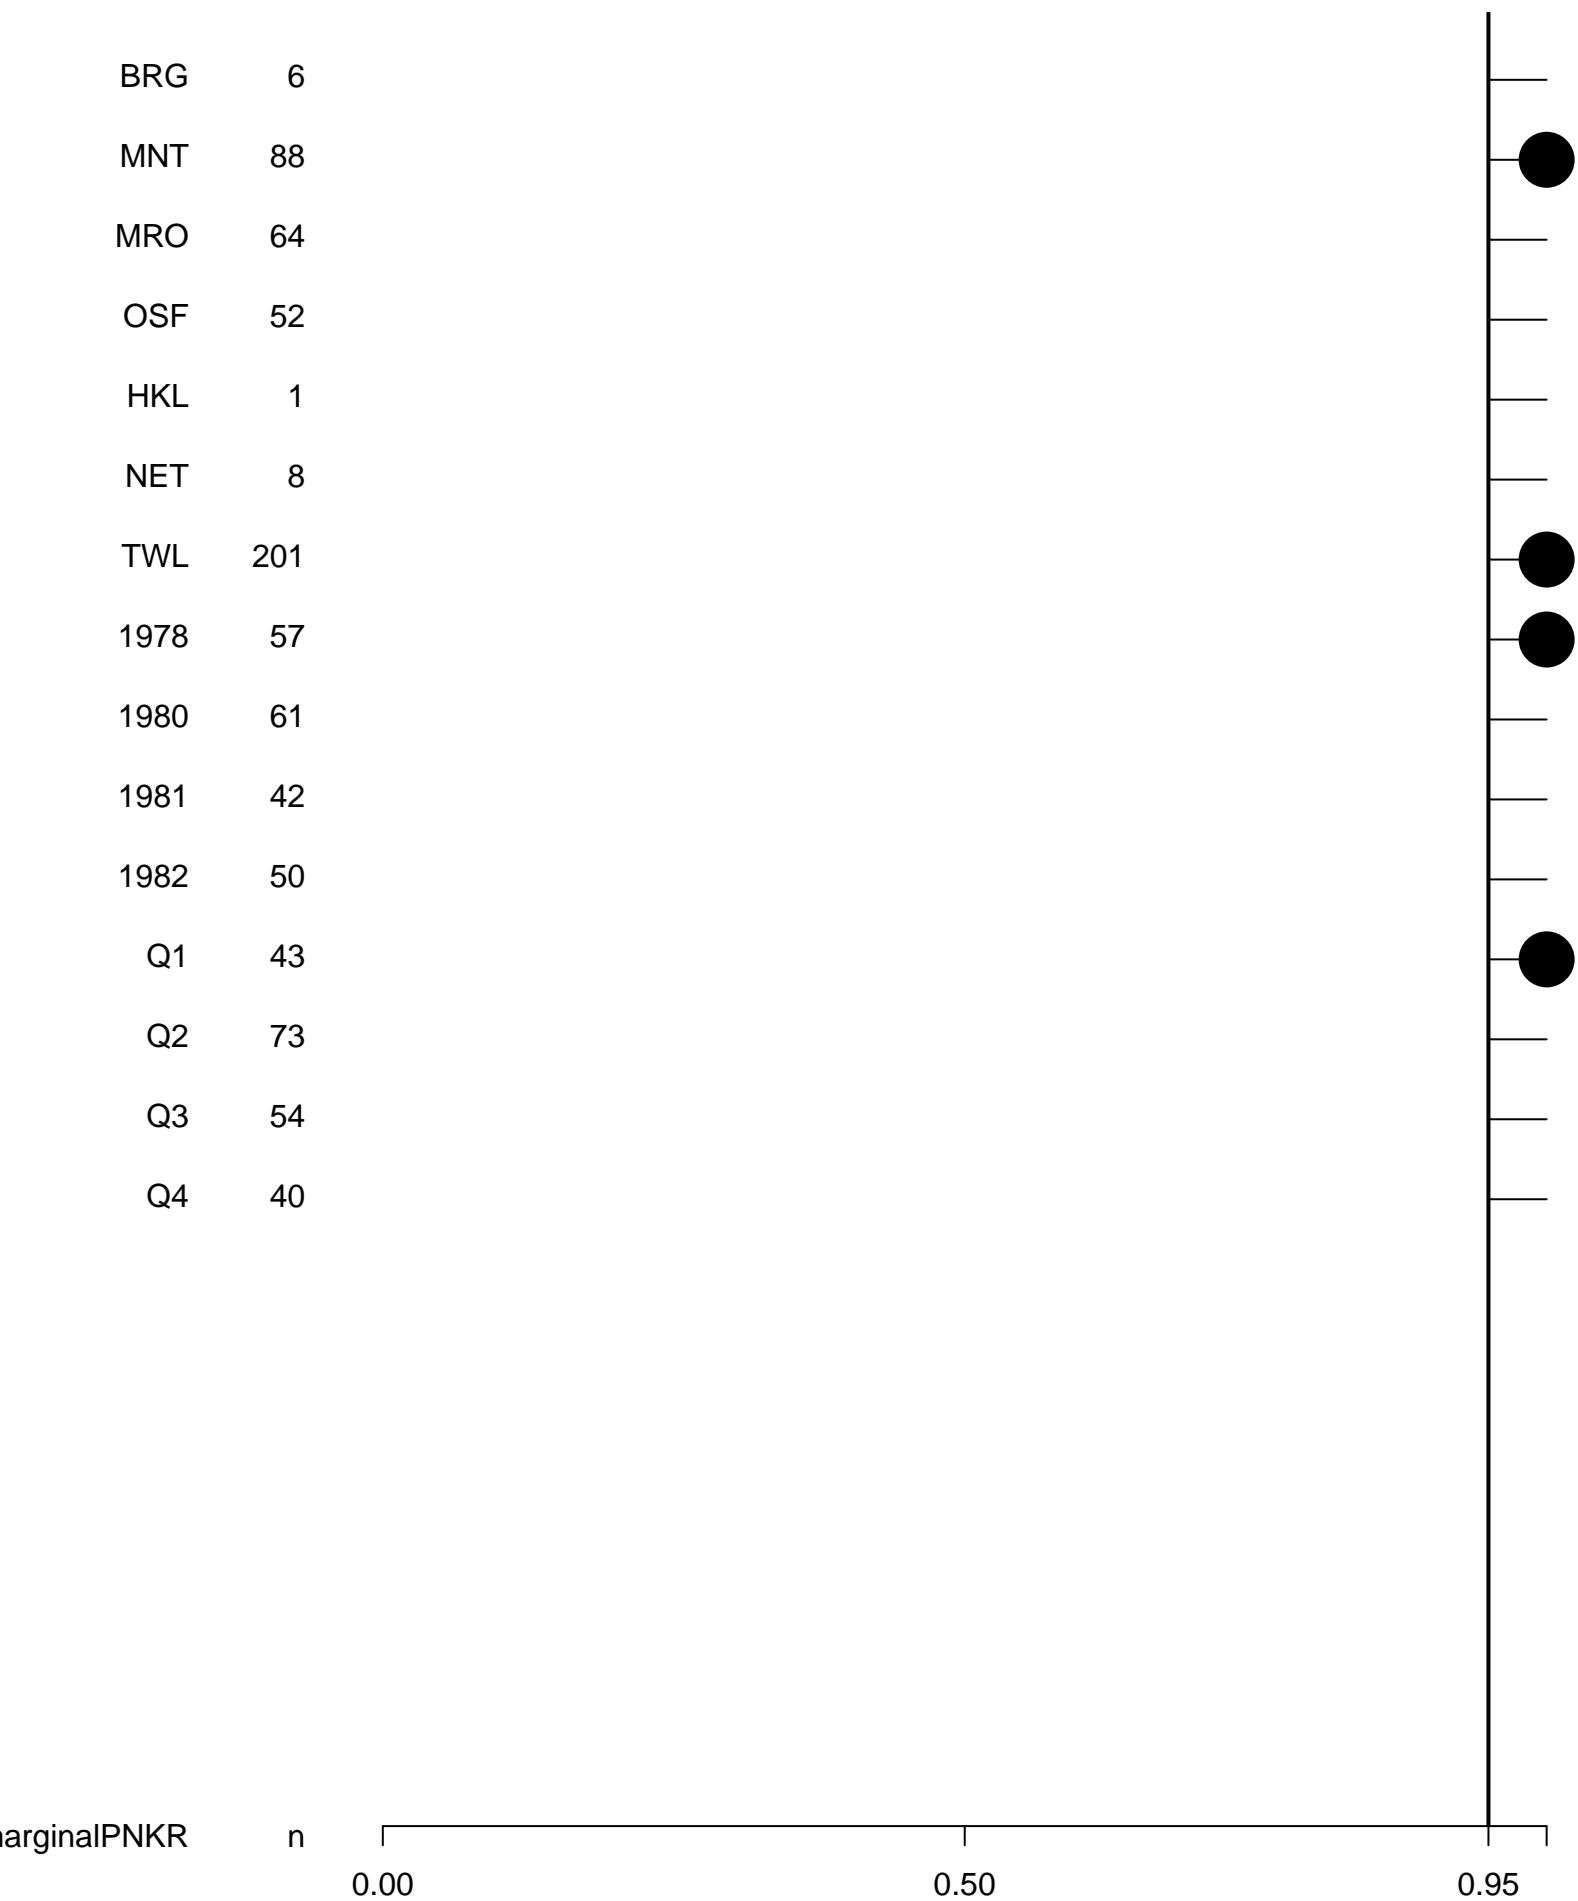 BRG 6
MNT 88
MRO 64
OSF 52
HKL 1
NET 8
TWL 201
1978 57
1980 61
1981 42
1982 50
Q1 43
Q2 73
Q3 54
Q4 40
arginalPNKR n
0.00 0.50 0.95